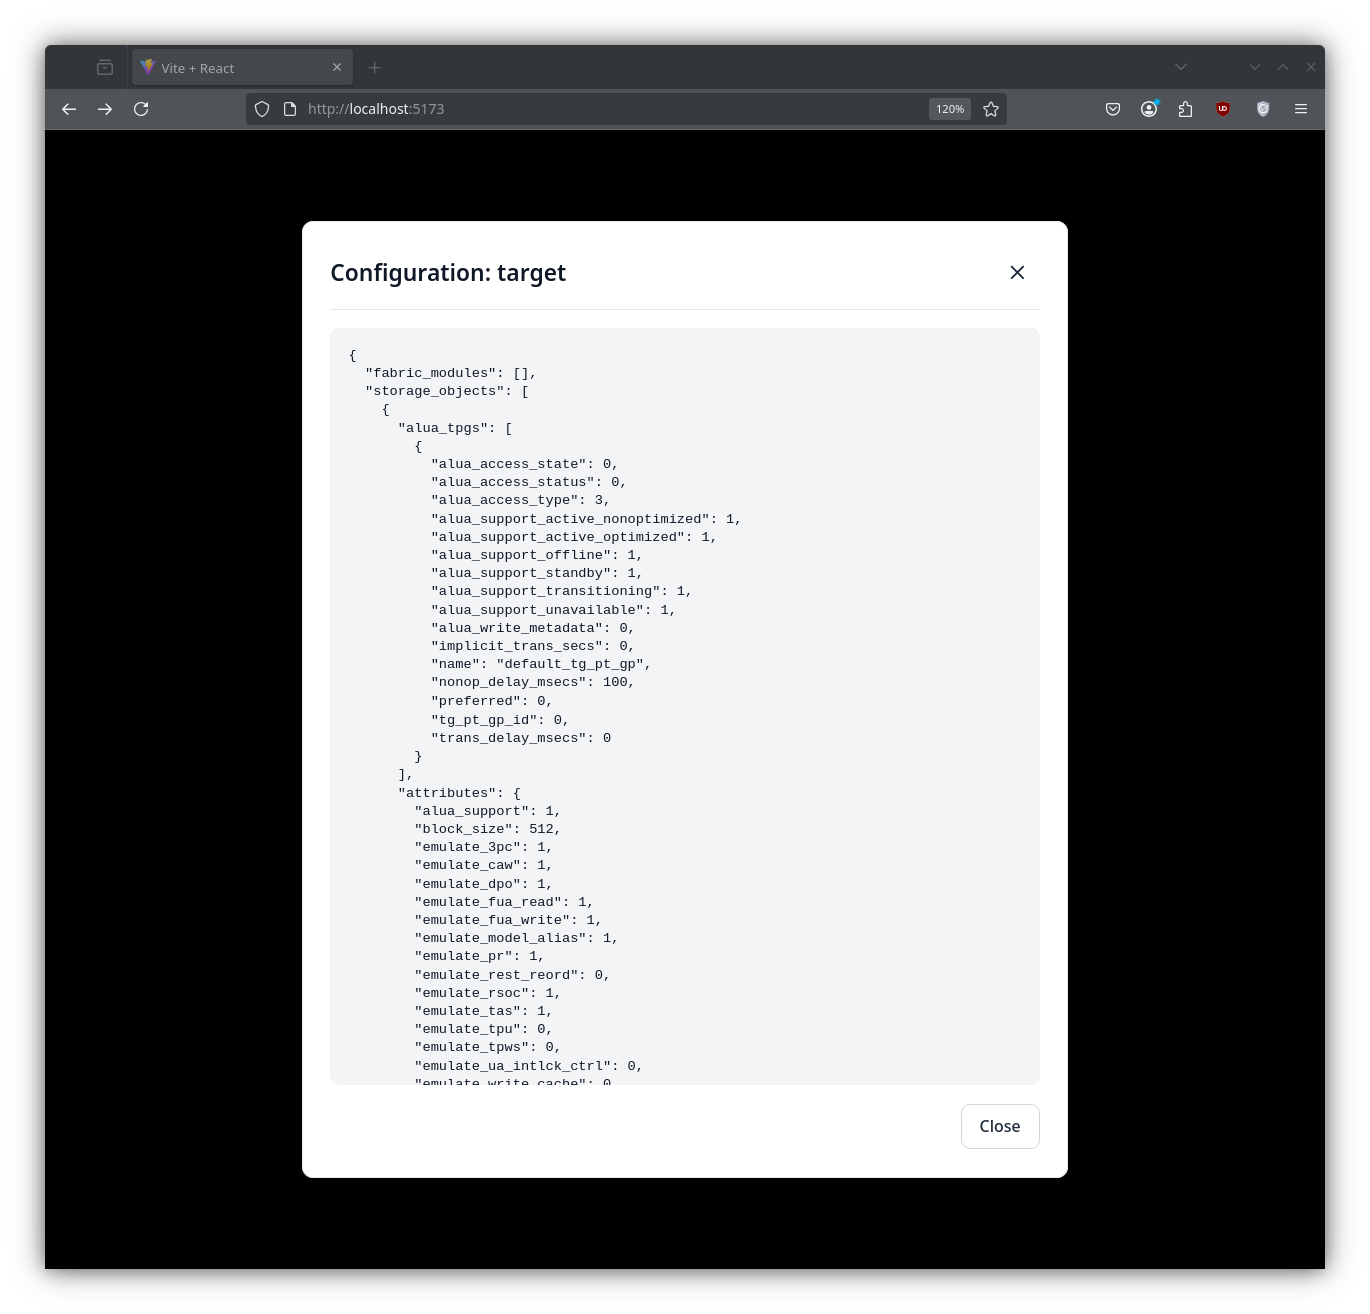 Vite + React
http://localhost:5173
120%
Configuration: target
{
  "fabric_modules": [],
  "storage_objects": [
    {
      "alua_tpgs": [
        {
          "alua_access_state": 0,
          "alua_access_status": 0,
          "alua_access_type": 3,
          "alua_support_active_nonoptimized": 1,
          "alua_support_active_optimized": 1,
          "alua_support_offline": 1,
          "alua_support_standby": 1,
          "alua_support_transitioning": 1,
          "alua_support_unavailable": 1,
          "alua_write_metadata": 0,
          "implicit_trans_secs": 0,
          "name": "default_tg_pt_gp",
          "nonop_delay_msecs": 100,
          "preferred": 0,
          "tg_pt_gp_id": 0,
          "trans_delay_msecs": 0
        }
      ],
      "attributes": {
        "alua_support": 1,
        "block_size": 512,
        "emulate_3pc": 1,
        "emulate_caw": 1,
        "emulate_dpo": 1,
        "emulate_fua_read": 1,
        "emulate_fua_write": 1,
        "emulate_model_alias": 1,
        "emulate_pr": 1,
        "emulate_rest_reord": 0,
        "emulate_rsoc": 1,
        "emulate_tas": 1,
        "emulate_tpu": 0,
        "emulate_tpws": 0,
        "emulate_ua_intlck_ctrl": 0,
        "emulate_write_cache": 0
Close